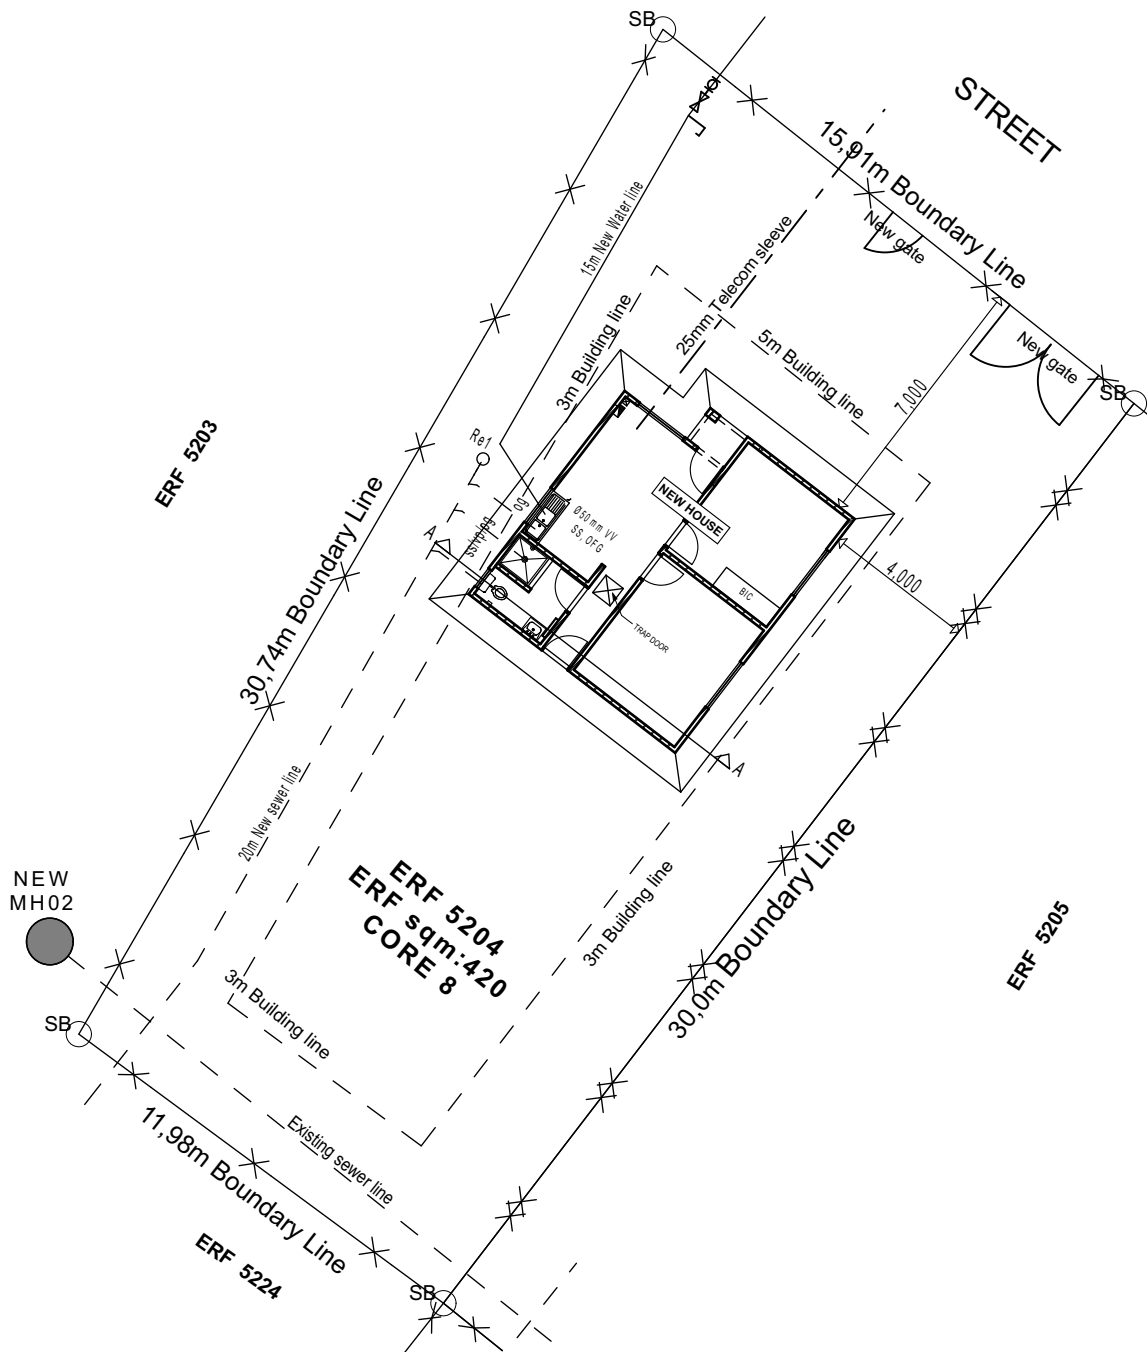 SB
STREET
15,91m Boundary Line
New gate
New gate
SB
15m New Water line
25mm Telecom sleeve
3m Building line
5m Building line
7,000
ERF 5203
Re1
NEW HOUSE
Ø50 mm VV
SS,OFG
A
4,000
BIC
TRAP DOOR
30,74m Boundary Line
A
20m New sewer line
NEW
MH02
ERF 5204
ERF sqm:420
CORE 8
3m Building line
30,0m Boundary Line
ERF 5205
3m Building line
SB
11,98m Boundary Line
Existing sewer line
ERF 5224
SB